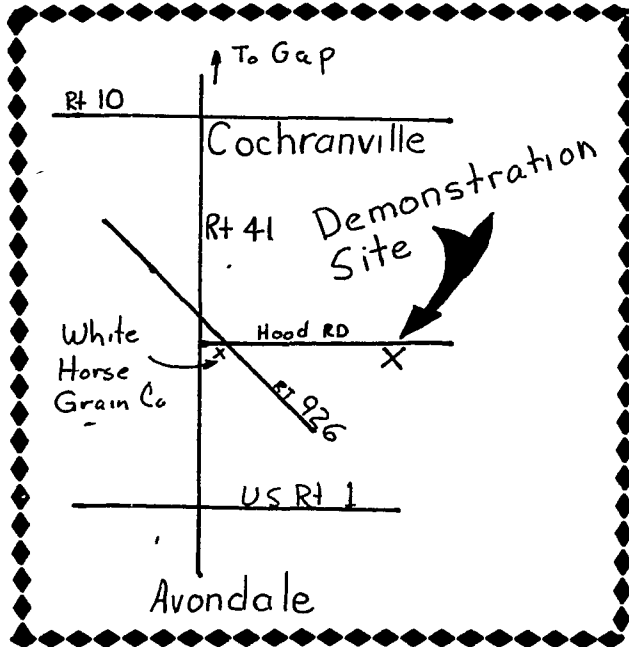 To Gap
Rt 10
Cochranville
Demonstration
Site
Rt 41
Hood RD
X
X
White
Horse
Grain Co
RT 926
US Rt 1
Avondale